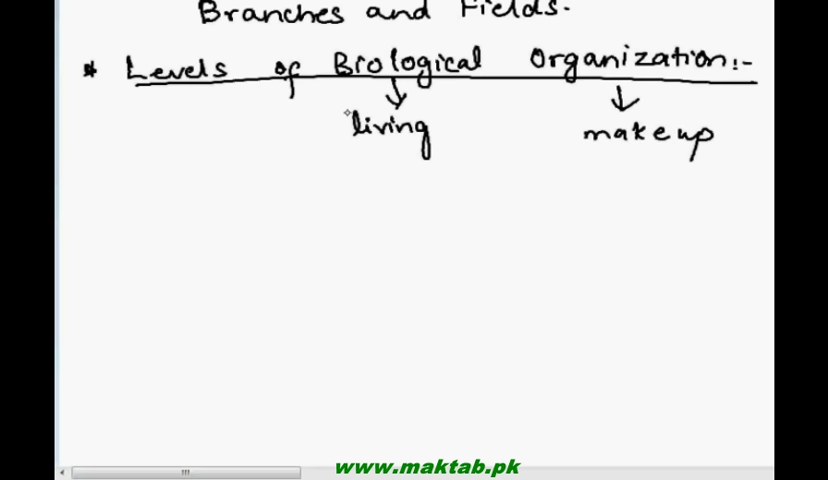 Branches and Fields.
* Levels of Biological Organization:-
living makeup
www.maktab.pk